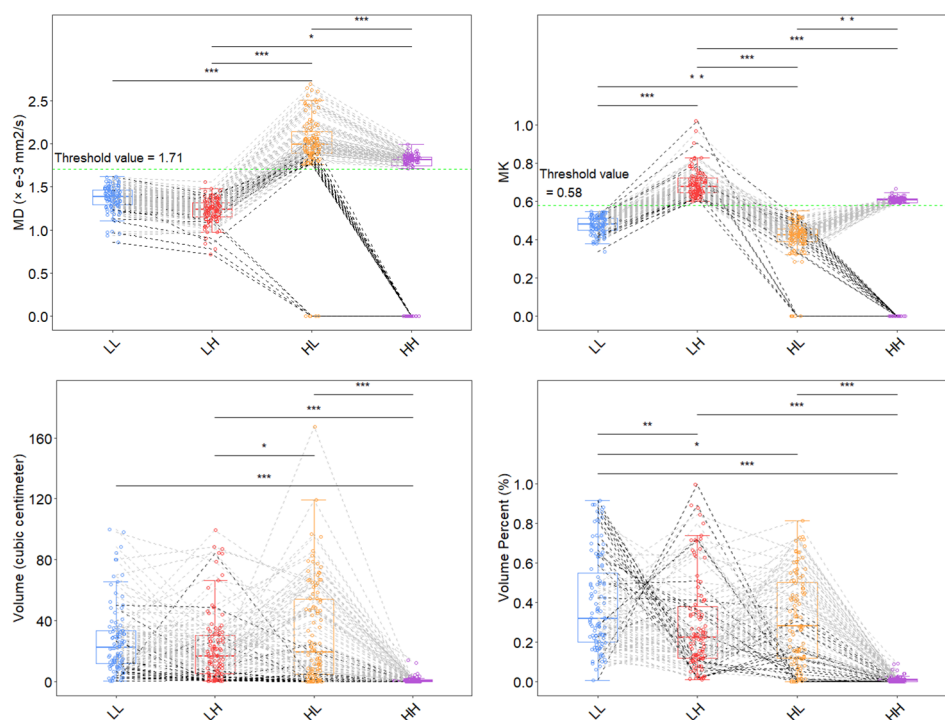 ***
*
***
***
2.5
2.0
Threshold value = 1.71
1.5
1.0
0.5
0.0
MD (× e-3 mm2/s)
LL
LH
HL
HH
* *
***
***
* *
***
1.0
0.8
Threshold value
= 0.58
0.6
0.4
0.2
0.0
MK
LL
LH
HL
HH
***
***
*
***
160
120
80
40
0
Volume (cubic centimeter)
LL
LH
HL
HH
***
***
**
*
***
1.0
0.8
0.6
0.4
0.2
0.0
Volume Percent (%)
LL
LH
HL
HH